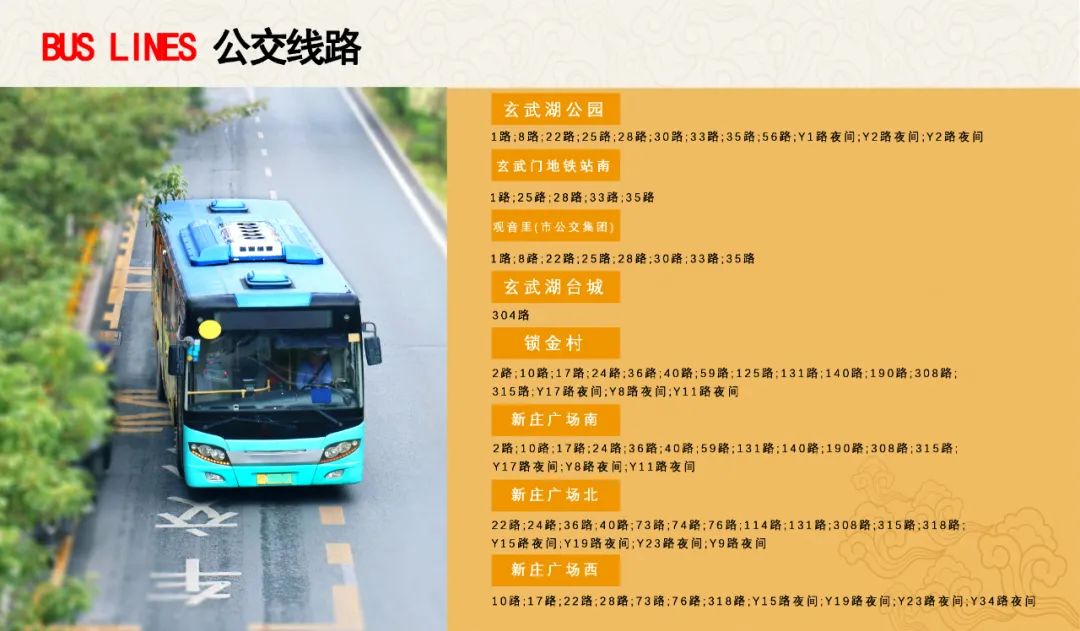 BUS LINES 公交线路
玄武湖公园
1路;8路;22路;25路;28路;30路;33路;35路;56路;Y1路夜间;Y2路夜间;Y2路夜间
玄武门地铁站南
1路;25路;28路;33路;35路
观音里(市公交集团)
1路;8路;22路;25路;28路;30路;33路;35路
玄武湖台城
304路
锁金村
2路;10路;17路;24路;36路;40路;59路;125路;131路;140路;190路;308路;
315路;Y17路夜间;Y8路夜间;Y11路夜间
新庄广场南
2路;10路;17路;24路;36路;40路;59路;131路;140路;190路;308路;315路;
Y17路夜间;Y8路夜间;Y11路夜间
新庄广场北
22路;24路;36路;40路;73路;74路;76路;114路;131路;308路;315路;318路;
Y15路夜间;Y19路夜间;Y23路夜间;Y9路夜间
新庄广场西
10路;17路;22路;28路;73路;76路;318路;Y15路夜间;Y19路夜间;Y23路夜间;Y34路夜间
交
车